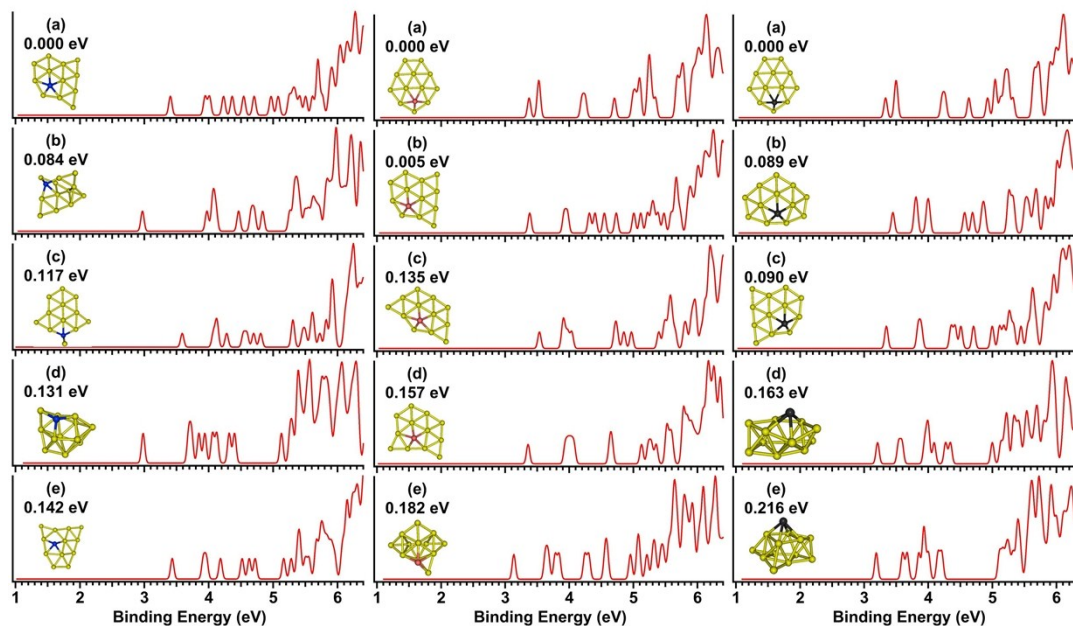 (a)
0.000 eV
(b)
0.084 eV
(c)
0.117 eV
(d)
0.131 eV
(e)
0.142 eV
1 2 3 4 5 6
Binding Energy (eV)
(a)
0.000 eV
(b)
0.005 eV
(c)
0.135 eV
(d)
0.157 eV
(e)
0.182 eV
1 2 3 4 5 6
Binding Energy (eV)
(a)
0.000 eV
(b)
0.089 eV
(c)
0.090 eV
(d)
0.163 eV
(e)
0.216 eV
1 2 3 4 5 6
Binding Energy (eV)